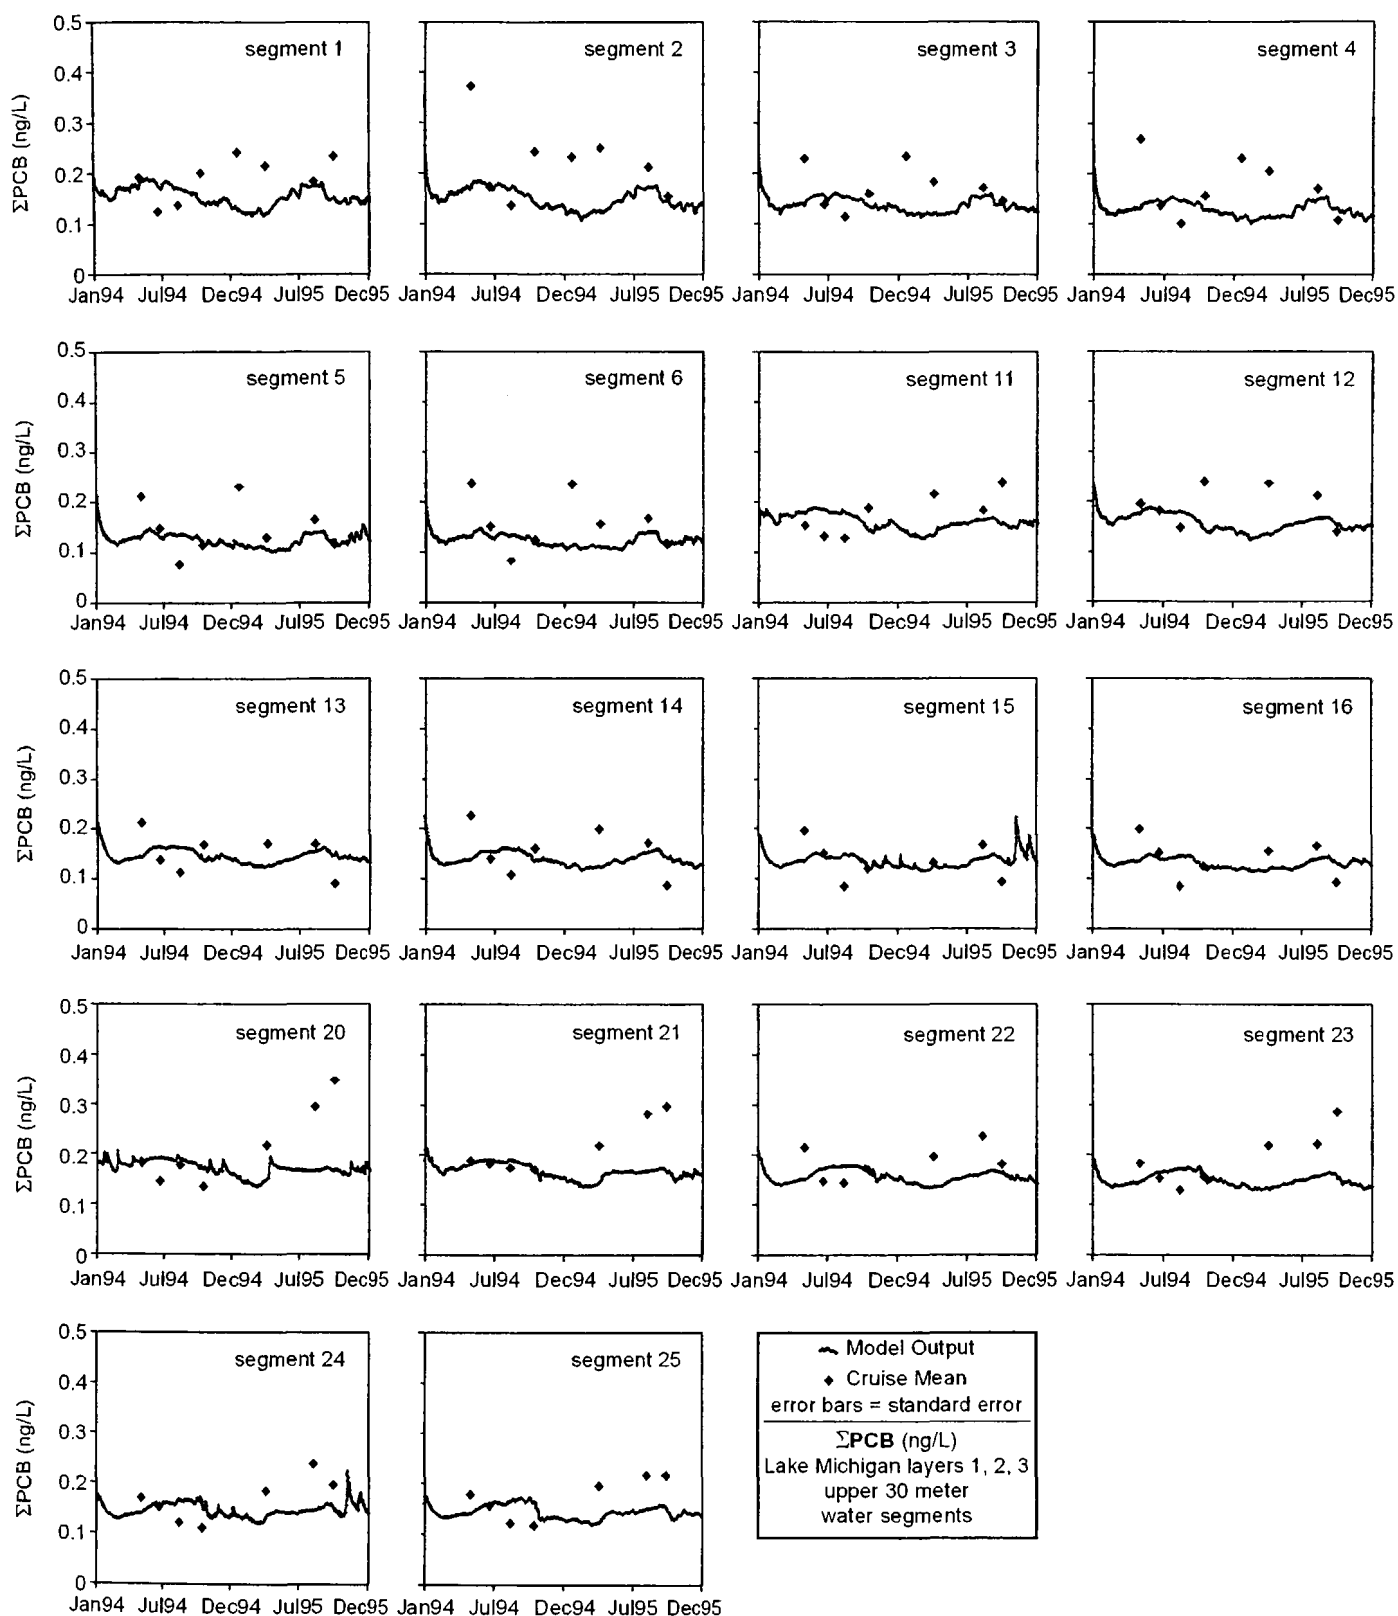 0.5
0.4
0.3
0.2
0.1
0
ΣPCB (ng/L)
segment 1
segment 2
segment 3
segment 4
Jan94 Jul94 Dec94 Jul95 Dec95 Jan94 Jul94 Dec94 Jul95 Dec95 Jan94 Jul94 Dec94 Jul95 Dec95 Jan94 Jul94 Dec94 Jul95 Dec95
0.5
0.4
0.3
0.2
0.1
0
ΣPCB (ng/L)
segment 5
segment 6
segment 11
segment 12
Jan94 Jul94 Dec94 Jul95 Dec95 Jan94 Jul94 Dec94 Jul95 Dec95 Jan94 Jul94 Dec94 Jul95 Dec95 Jan94 Jul94 Dec94 Jul95 Dec95
0.5
0.4
0.3
0.2
0.1
0
ΣPCB (ng/L)
segment 13
segment 14
segment 15
segment 16
Jan94 Jul94 Dec94 Jul95 Dec95 Jan94 Jul94 Dec94 Jul95 Dec95 Jan94 Jul94 Dec94 Jul95 Dec95 Jan94 Jul94 Dec94 Jul95 Dec95
0.5
0.4
0.3
0.2
0.1
0
ΣPCB (ng/L)
segment 20
segment 21
segment 22
segment 23
Jan94 Jul94 Dec94 Jul95 Dec95 Jan94 Jul94 Dec94 Jul95 Dec95 Jan94 Jul94 Dec94 Jul95 Dec95 Jan94 Jul94 Dec94 Jul95 Dec95
0.5
0.4
0.3
0.2
0.1
0
ΣPCB (ng/L)
segment 24
segment 25
Jan94 Jul94 Dec94 Jul95 Dec95 Jan94 Jul94 Dec94 Jul95 Dec95
Model Output
Cruise Mean
error bars = standard error
ΣPCB (ng/L)
Lake Michigan layers 1, 2, 3
upper 30 meter
water segments